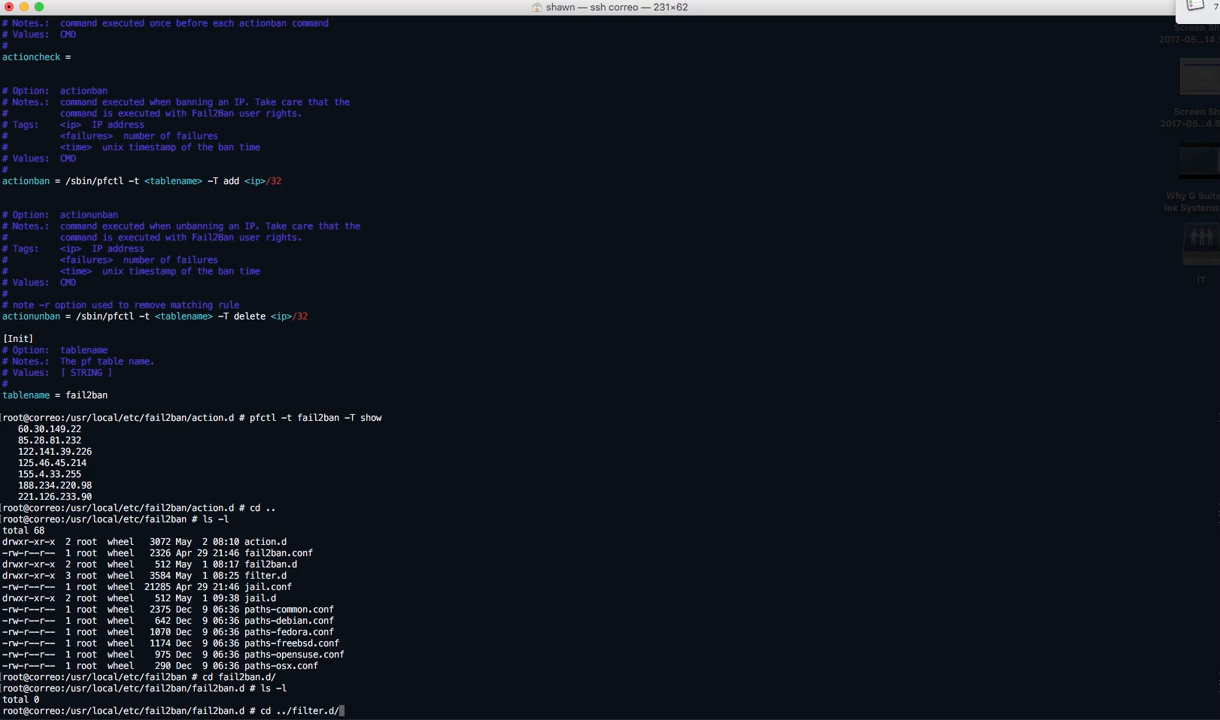 shawn — ssh correo — 231×62
7
# Notes.:  command executed once before each actionban command
# Values:  CMD
#
actioncheck =
# Option:  actionban
# Notes.:  command executed when banning an IP. Take care that the
#          command is executed with Fail2Ban user rights.
# Tags:    <ip>  IP address
#          <failures>  number of failures
#          <time>  unix timestamp of the ban time
# Values:  CMD
#
actionban = /sbin/pfctl -t <tablename> -T add <ip>/32
# Option:  actionunban
# Notes.:  command executed when unbanning an IP. Take care that the
#          command is executed with Fail2Ban user rights.
# Tags:    <ip>  IP address
#          <failures>  number of failures
#          <time>  unix timestamp of the ban time
# Values:  CMD
#
# note -r option used to remove matching rule
actionunban = /sbin/pfctl -t <tablename> -T delete <ip>/32
[Init]
# Option:  tablename
# Notes.:  The pf table name.
# Values:  [ STRING ]
#
tablename = fail2ban
[root@correo:/usr/local/etc/fail2ban/action.d # pfctl -t fail2ban -T show
60.30.149.22
85.28.81.232
122.141.39.226
125.46.45.214
155.4.33.255
188.234.220.98
221.126.233.90
[root@correo:/usr/local/etc/fail2ban/action.d # cd ..
[root@correo:/usr/local/etc/fail2ban # ls -l
total 68
drwxr-xr-x  2 root  wheel   3072 May  2 08:10 action.d
-rw-r--r--  1 root  wheel   2326 Apr 29 21:46 fail2ban.conf
drwxr-xr-x  2 root  wheel    512 May  1 08:17 fail2ban.d
drwxr-xr-x  3 root  wheel   3584 May  1 08:25 filter.d
-rw-r--r--  1 root  wheel  21285 Apr 29 21:46 jail.conf
drwxr-xr-x  2 root  wheel    512 May  1 09:38 jail.d
-rw-r--r--  1 root  wheel   2375 Dec  9 06:36 paths-common.conf
-rw-r--r--  1 root  wheel    642 Dec  9 06:36 paths-debian.conf
-rw-r--r--  1 root  wheel   1070 Dec  9 06:36 paths-fedora.conf
-rw-r--r--  1 root  wheel   1174 Dec  9 06:36 paths-freebsd.conf
-rw-r--r--  1 root  wheel    975 Dec  9 06:36 paths-opensuse.conf
-rw-r--r--  1 root  wheel    290 Dec  9 06:36 paths-osx.conf
[root@correo:/usr/local/etc/fail2ban # cd fail2ban.d/
[root@correo:/usr/local/etc/fail2ban/fail2ban.d # ls -l
total 0
root@correo:/usr/local/etc/fail2ban/fail2ban.d # cd ../filter.d/
Screen Sh
2017-05...14.
Screen Sh
2017-05...4.5
Why G Suite
Ink Systems
IT